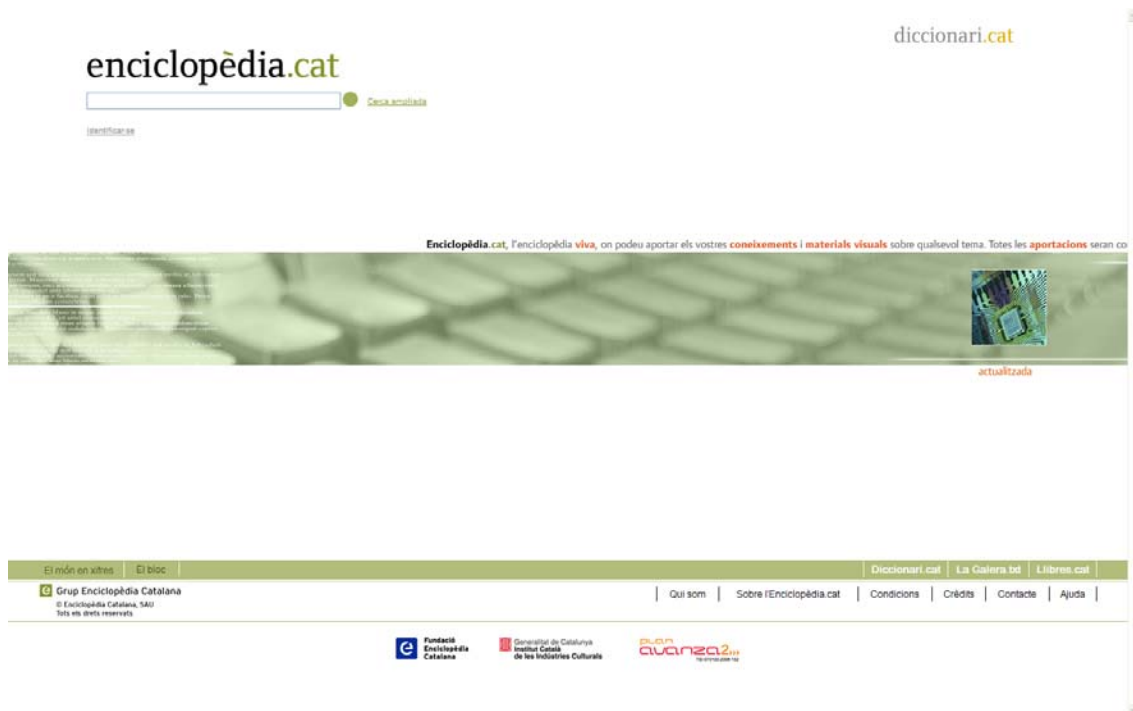 diccionari.cat
enciclopèdia.cat
Cerca ampliada
Identificar-se
Enciclopèdia.cat, l'enciclopèdia viva, on podeu aportar els vostres coneixements i materials visuals sobre qualsevol tema. Totes les aportacions seran co
actualitzada
El món en xifres El bloc Diccionari.cat La Galera.txt Llibres.cat
Grup Enciclopèdia Catalana
© Enciclopèdia Catalana, SAU
Tots els drets reservats
Qui som Sobre l'Enciclopèdia.cat Condicions Crèdits Contacte Ajuda
Fundació
Enciclopèdia
Catalana
Generalitat de Catalunya
Institut Català
de les Indústries Culturals
PLAN
avanza2